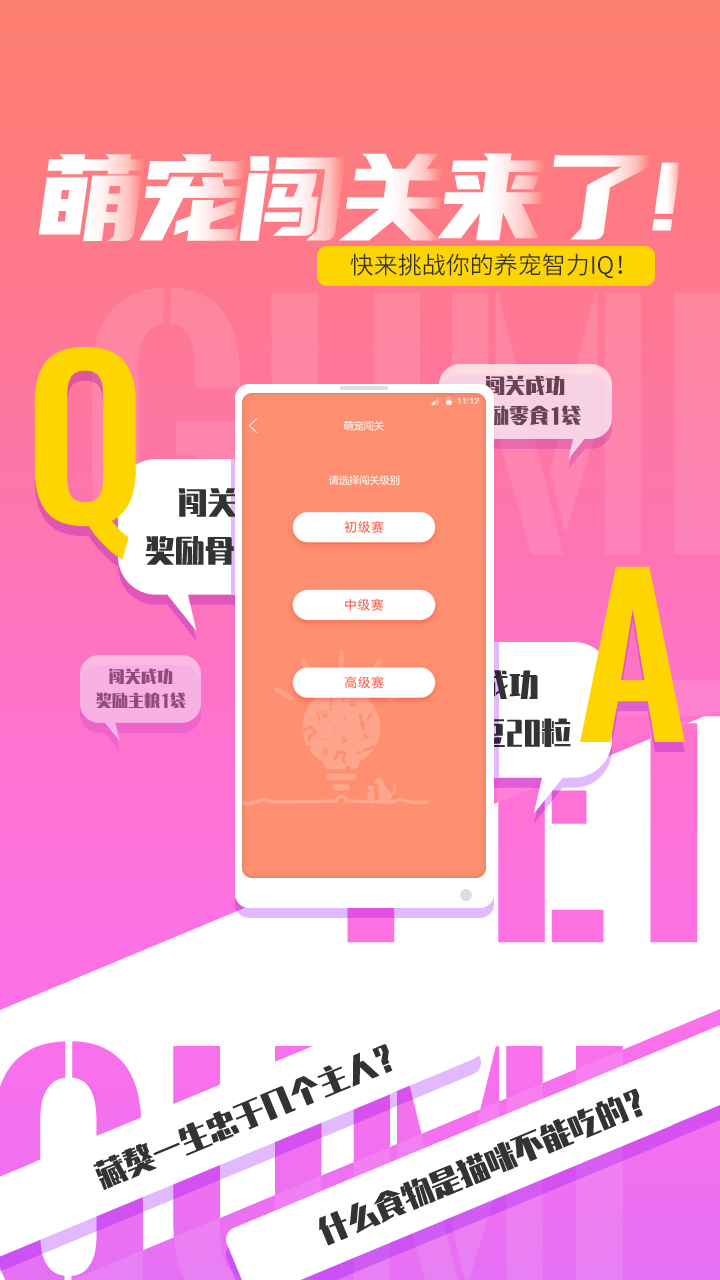 萌宠闯关来了!
快来挑战你的养宠智力IQ!
Q
闯关成功
励零食1袋
11:12
萌宠闯关
请选择闯关级别
闯关
奖励骨
初级赛
中级赛
高级赛
A
闯关成功
奖励主粮1袋
成功
豆20粒
藏獒一生忠于几个主人?
什么食物是猫咪不能吃的?